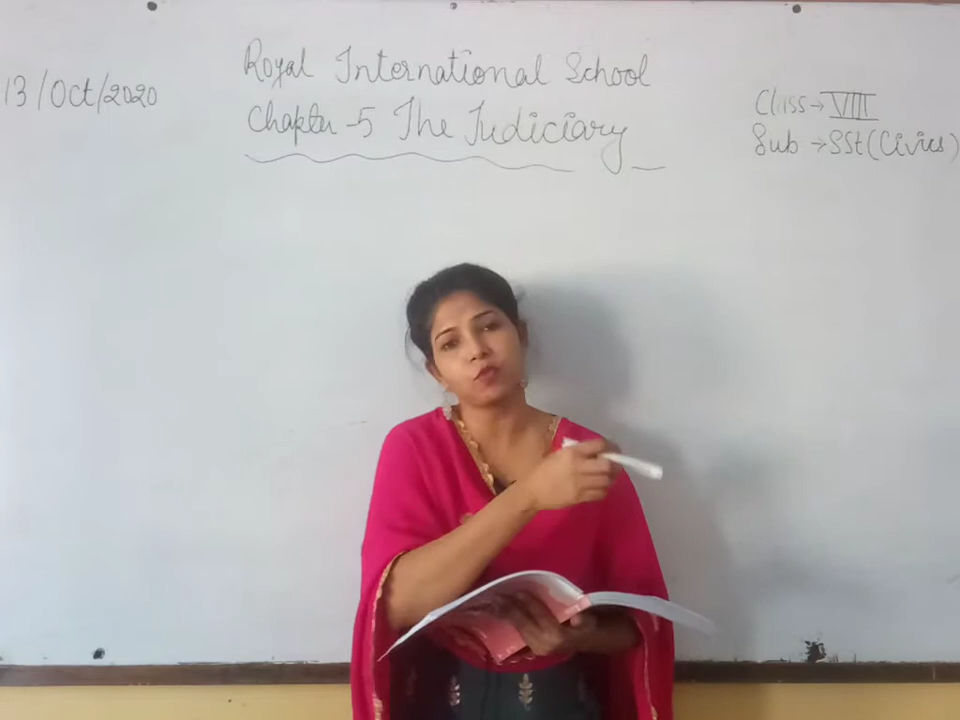 13/Oct/2020
Royal International School
Chapter-5 The Judiciary
Class→VIII
Sub→SSt(Civics)